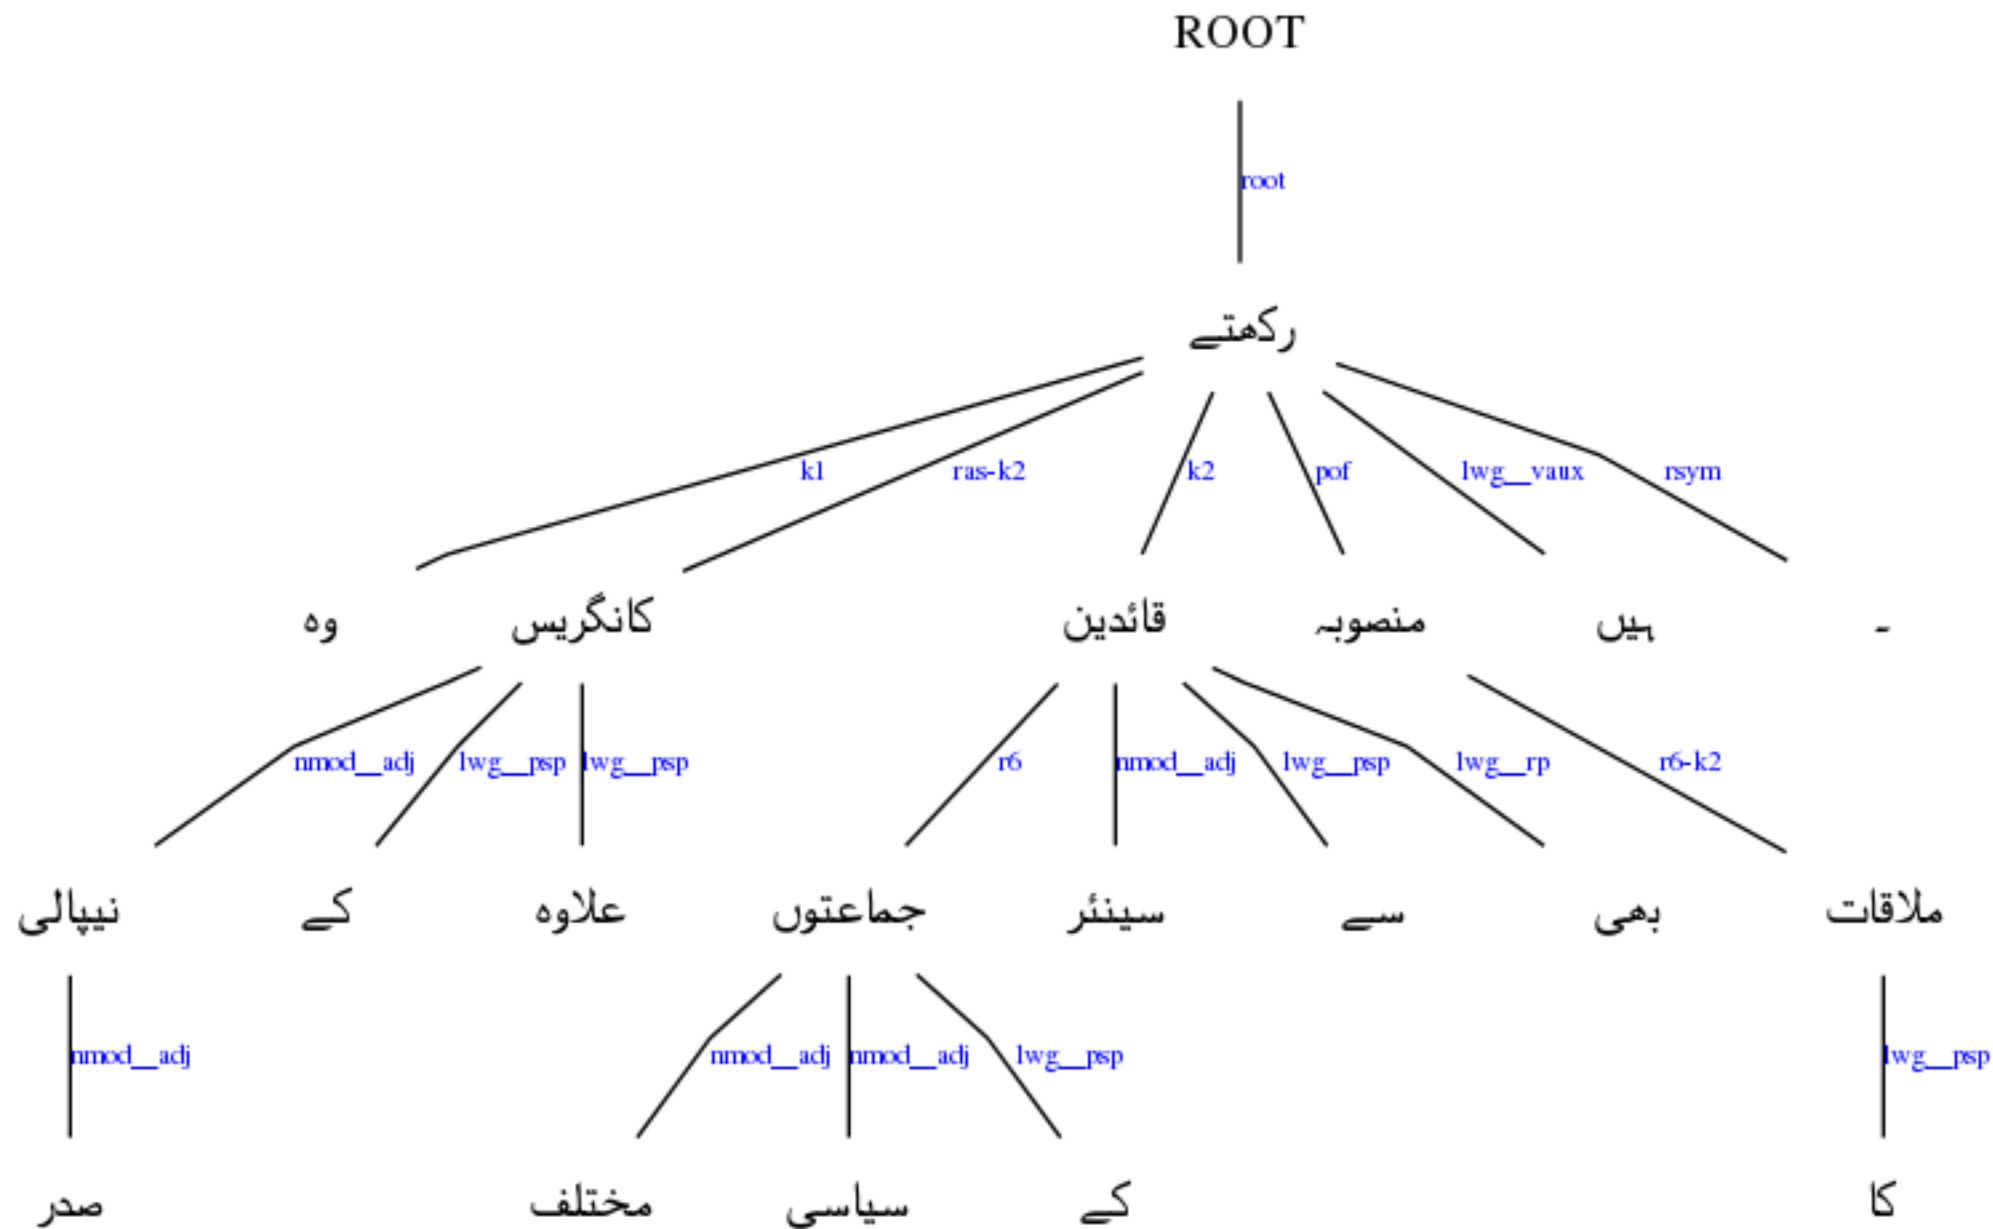 ROOT
root
رکھتے
k1 ras-k2 k2 pof lwg__vaux rsym
وہ کانگریس قائدین منصوبہ ہیں ۔
nmod__adj lwg__psp lwg__psp r6 nmod__adj lwg__psp lwg__rp r6-k2
نیپالی کے علاوہ جماعتوں سینئر سے بھی ملاقات
nmod__adj nmod__adj nmod__adj lwg__psp lwg__psp
صدر مختلف سیاسی کے کا